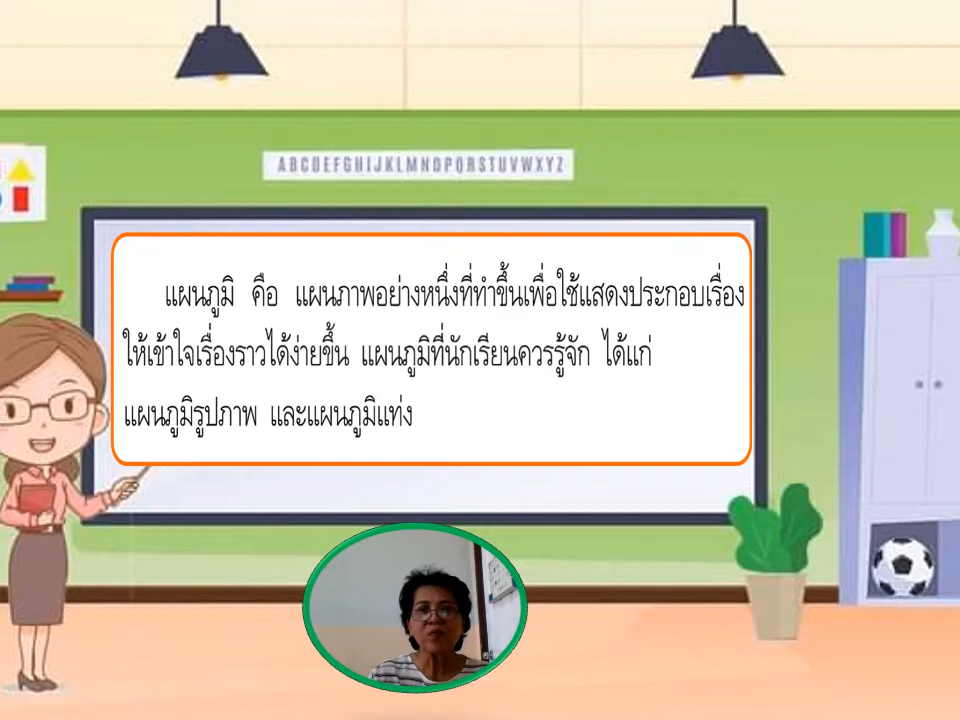 ABCDEFGHIJKLMNOPQRSTUVWXYZ
แผนภูมิ คือ แผนภาพอย่างหนึ่งที่ทำขึ้นเพื่อใช้แสดงประกอบเรื่อง
ให้เข้าใจเรื่องราวได้ง่ายขึ้น แผนภูมิที่นักเรียนควรรู้จัก ได้แก่
แผนภูมิรูปภาพ และแผนภูมิแท่ง